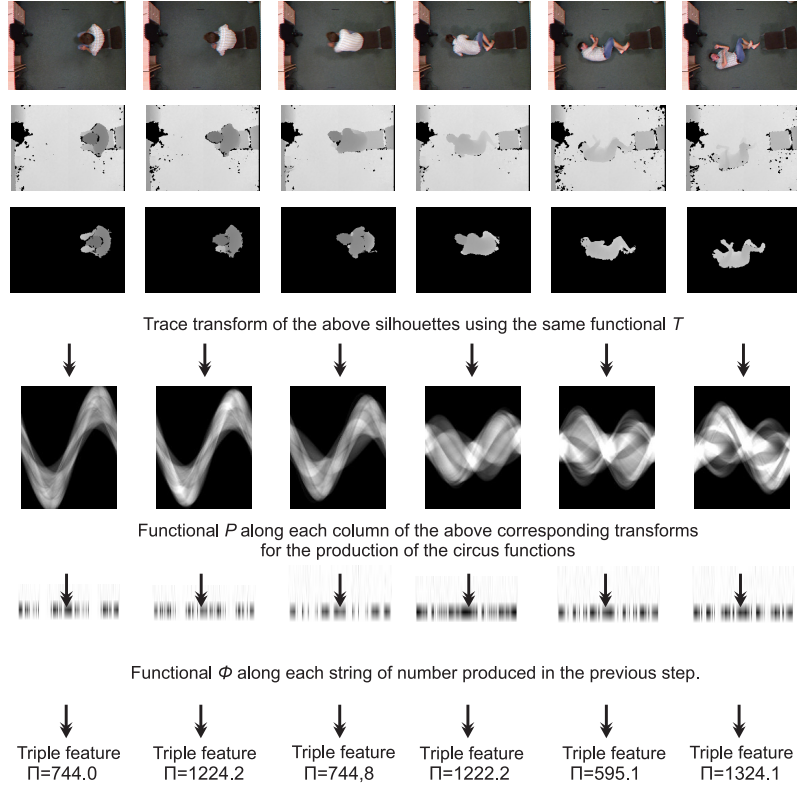 Trace transform of the above silhouettes using the same functional T
Functional P along each column of the above corresponding transforms
for the production of the circus functions
Functional Φ along each string of number produced in the previous step.
Triple feature Triple feature Triple feature Triple feature Triple feature Triple feature
Π=744.0 Π=1224.2 Π=744,8 Π=1222.2 Π=595.1 Π=1324.1